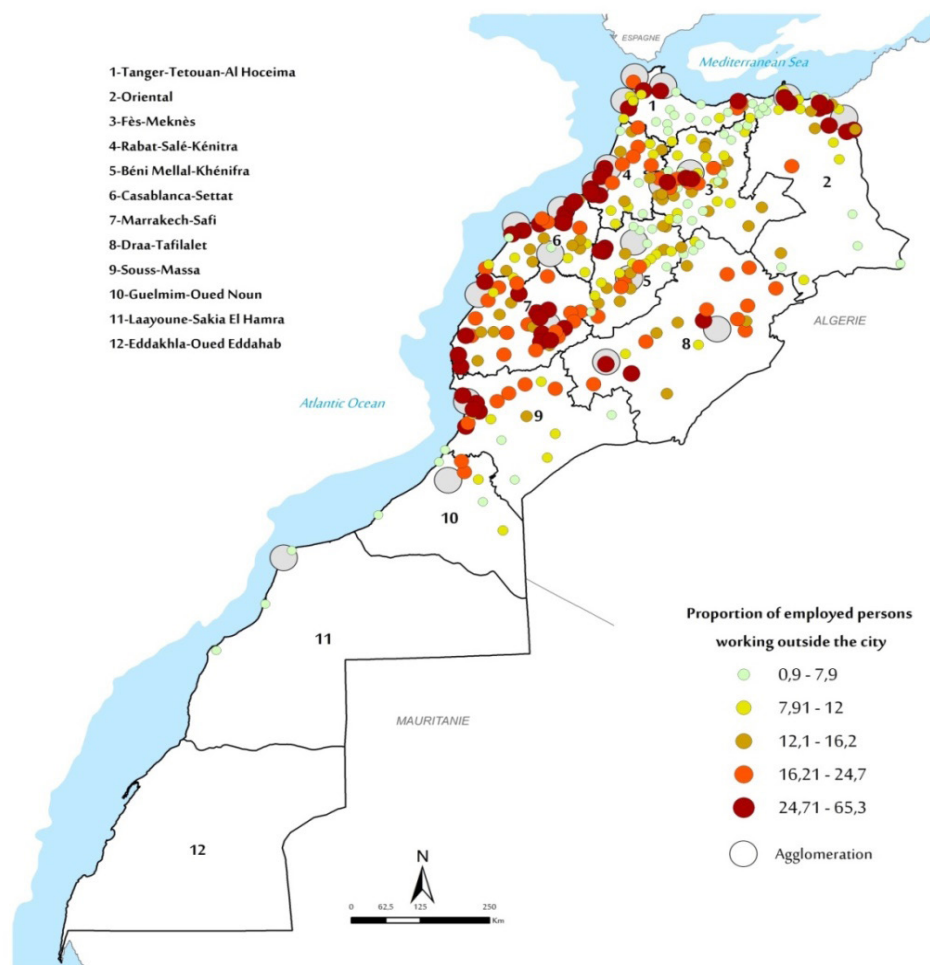 ESPAGNE
Mediterranean Sea
1-Tanger-Tetouan-Al Hoceima
2-Oriental
3-Fès-Meknès
4-Rabat-Salé-Kénitra
5-Béni Mellal-Khénifra
6-Casablanca-Settat
7-Marrakech-Safi
8-Draa-Tafilalet
9-Souss-Massa
10-Guelmim-Oued Noun
11-Laayoune-Sakia El Hamra
12-Eddakhla-Oued Eddahab
1
2
3
4
5
6
7
8
ALGERIE
Atlantic Ocean
9
10
11
MAURITANIE
12
Proportion of employed persons
working outside the city
0,9 - 7,9
7,91 - 12
12,1 - 16,2
16,21 - 24,7
24,71 - 65,3
Agglomeration
N
0 62,5 125 250
Km